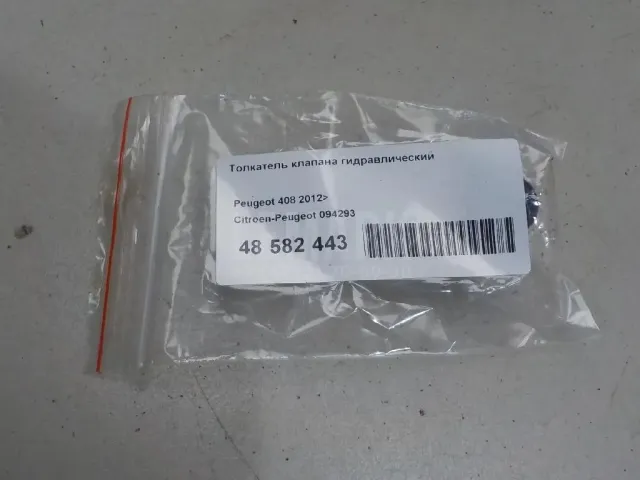 Толкатель клапана гидравлический
Peugeot 408 2012>
Citroen-Peugeot 094293
48 582 443